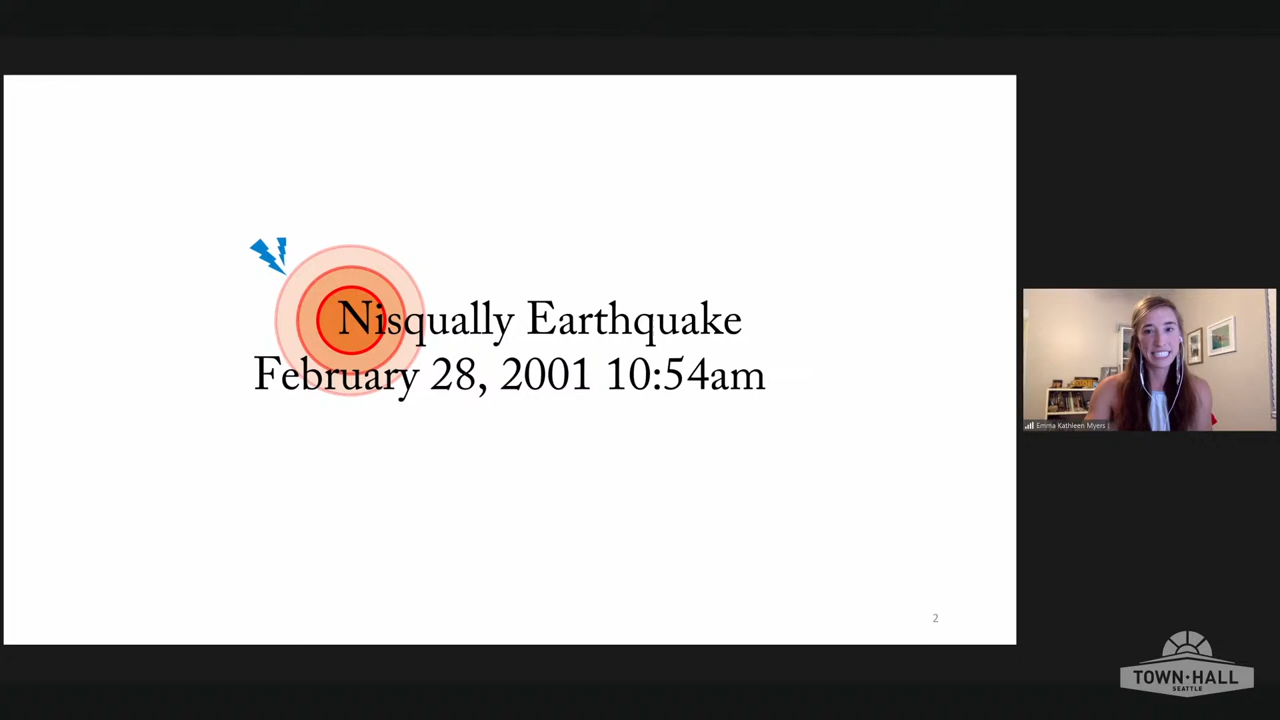 Nisqually Earthquake
February 28, 2001 10:54am
2
Emma Kathleen Myers
TOWN·HALL
SEATTLE